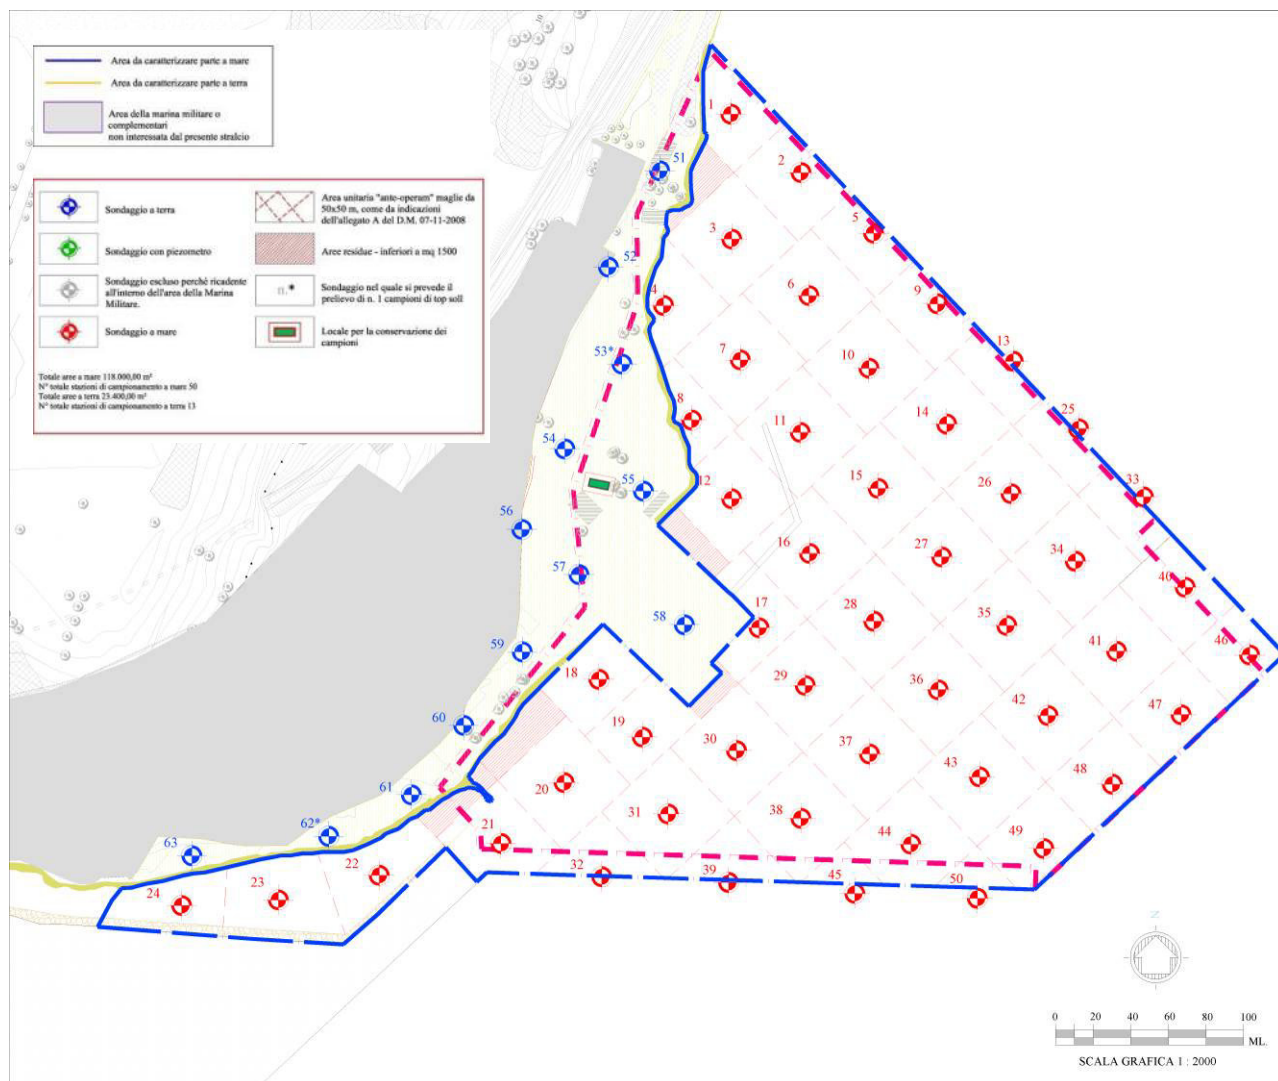 Area da caratterizzare parte a mare
Area da caratterizzare parte a terra
Area della marina militare o
complementari
non interessata dal presente stralcio
Sondaggio a terra
Sondaggio con piezometro
Sondaggio escluso perchè ricadente
all'interno dell'area della Marina
Militare.
Sondaggio a mare
Area unitaria "ante-operam" maglie da
50x50 m, come da indicazioni
dell'allegato A del D.M. 07-11-2008
Aree residue - inferiori a mq 1500
n.*
Sondaggio nel quale si prevede il
prelievo di n. 1 campioni di top soil
Locale per la conservazione dei
campioni
Totale aree a mare 118.000,00 m²
N° totale stazioni di campionamento a mare 50
Totale aree a terra 23.400,00 m²
N° totale stazioni di campionamento a terra 13
1
51
2
5
3
52
6
9
4
13
53*
7
10
8
25
11
14
54
12
55
15
26
33
56
16
27
34
57
40
58
17
28
35
59
41
46
18
29
36
42
47
60
19
30
37
43
48
20
61
31
38
62*
21
44
49
63
22
32
39
45
50
23
24
N
0 20 40 60 80 100
ML.
SCALA GRAFICA 1 : 2000